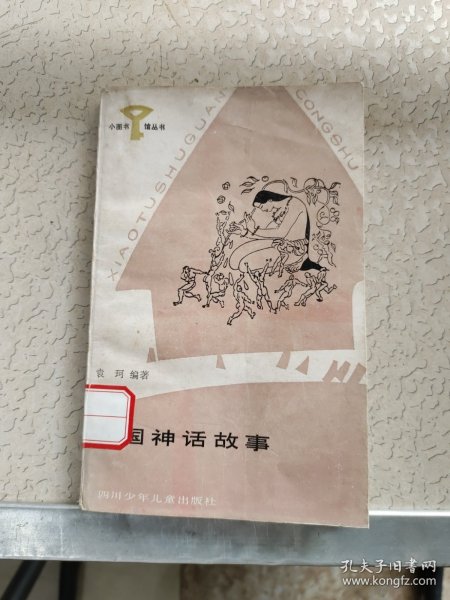 小图书 馆丛书
XIAOTUSHUGUAN CONGSHU
袁 珂 编著
国神话故事
四川少年儿童出版社
孔夫子旧书网
www.kongfz.com